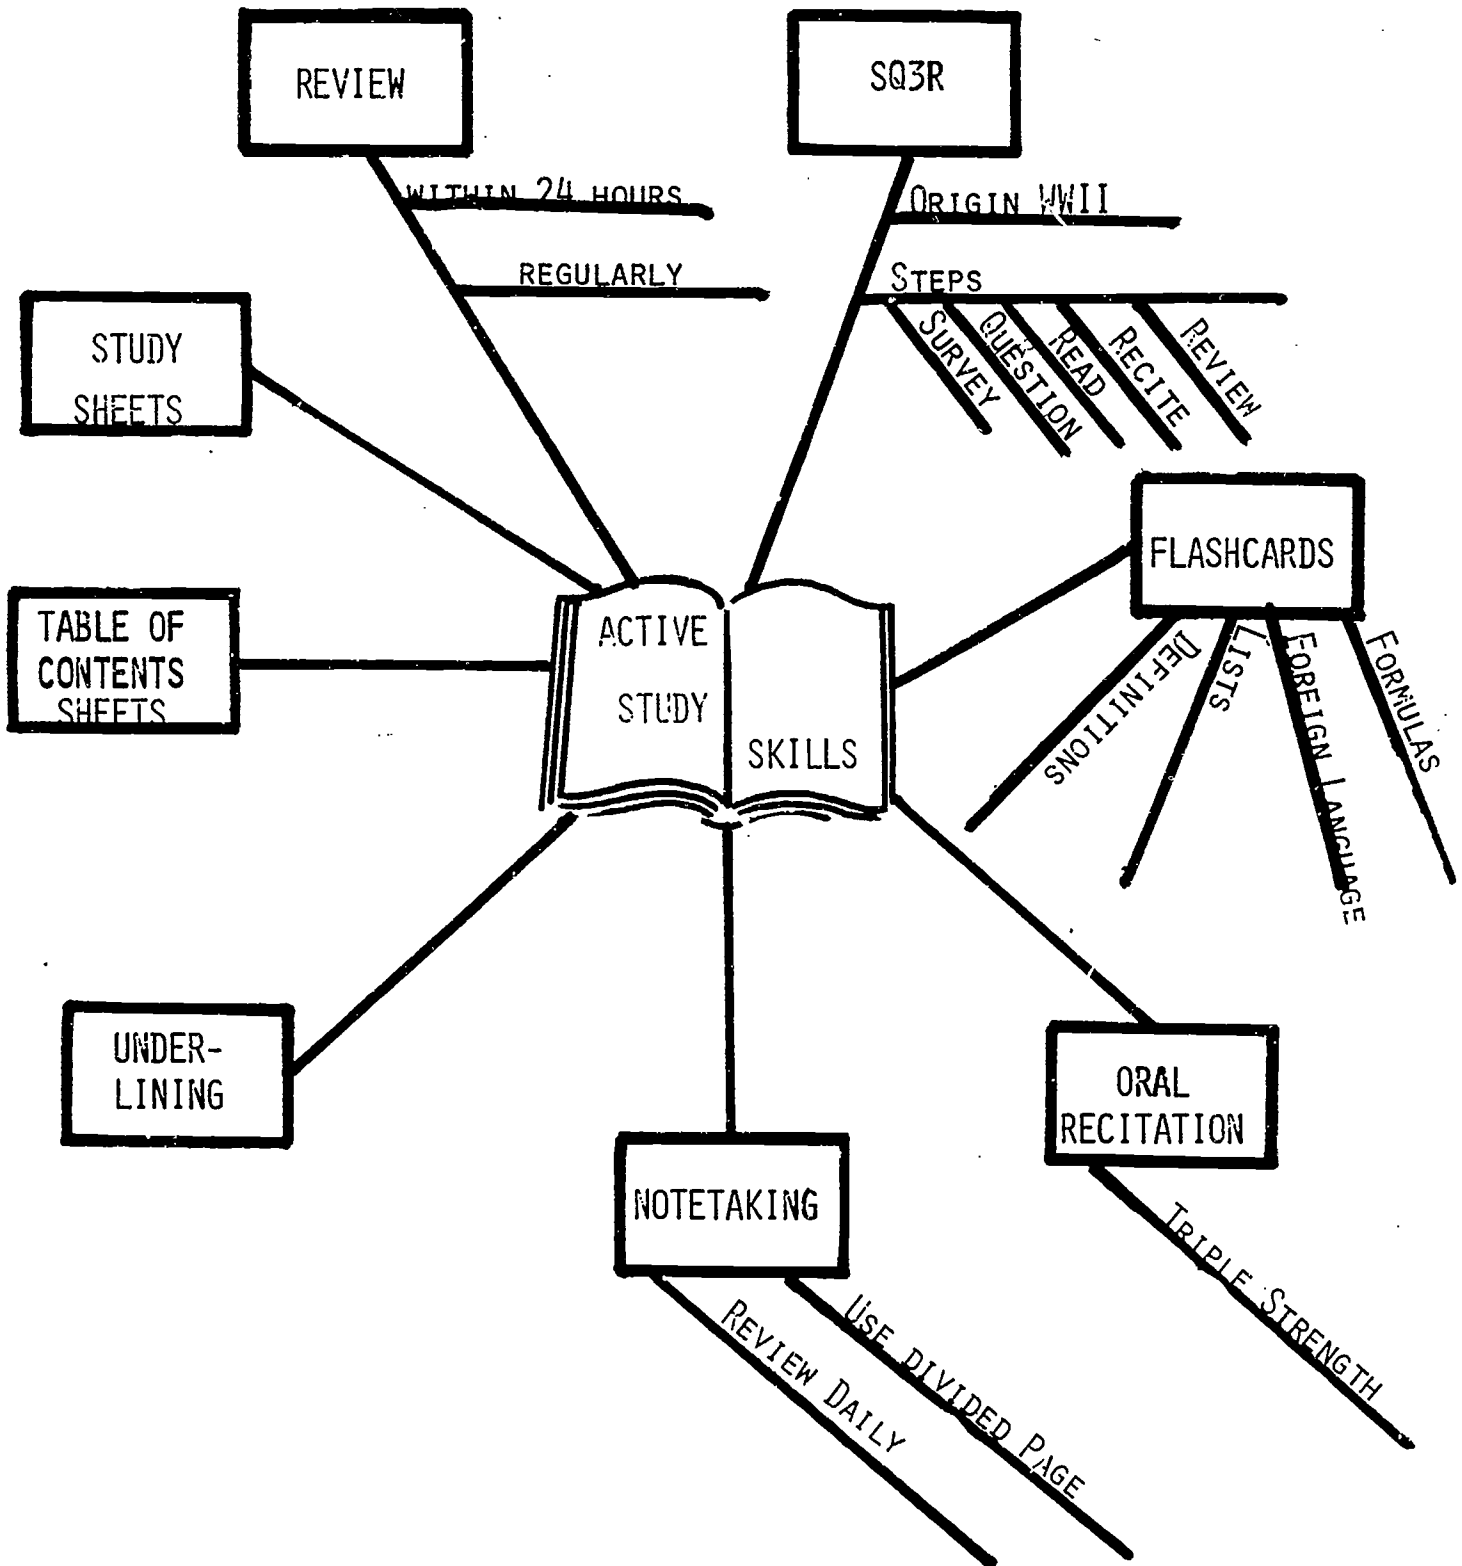 REVIEW
WITHIN 24 HOURS
REGULARLY
SQ3R
ORIGIN WWII
STEPS
SURVEY
QUESTION
READ
RECITE
REVIEW
STUDY
SHEETS
FLASHCARDS
DEFINITIONS
LISTS
FOREIGN LANGUAGE
FORMULAS
TABLE OF
CONTENTS
SHEETS
ACTIVE
STUDY
SKILLS
UNDER-
LINING
NOTETAKING
REVIEW DAILY
USE DIVIDED PAGE
ORAL
RECITATION
TRIPLE STRENGTH